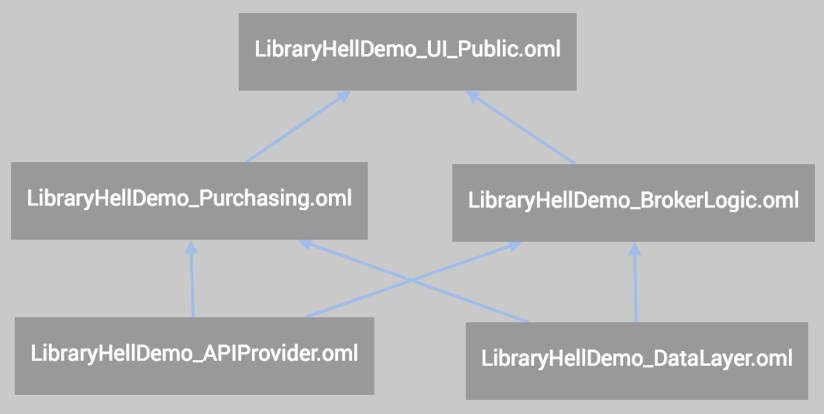 LibraryHellDemo_UI_Public.oml
LibraryHellDemo_Purchasing.oml
LibraryHellDemo_BrokerLogic.oml
LibraryHellDemo_APIProvider.oml
LibraryHellDemo_DataLayer.oml